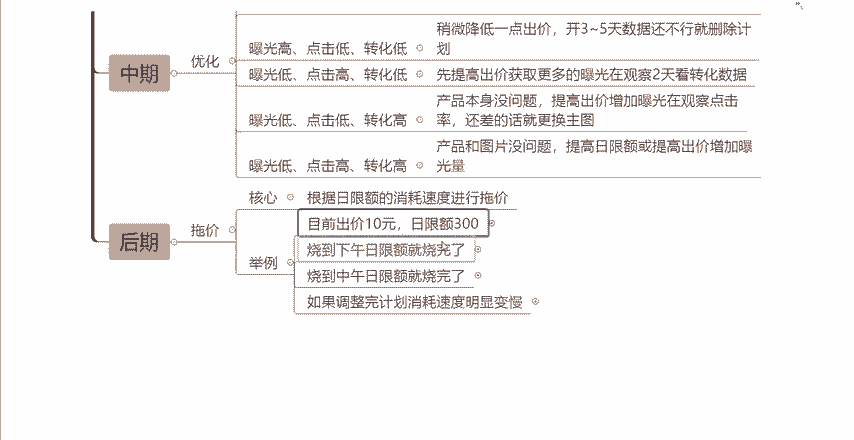 稍微降低一点出价，开3~5天数据还不行就删除计
划
曝光高、点击低、转化低
中期
优化
曝光低、点击高、转化低
先提高出价获取更多的曝光在观察2天看转化数据
产品本身没问题，提高出价增加曝光在观察点击
率，还差的话就更换主图
曝光低、点击低、转化高
产品和图片没问题，提高日限额或提高出价增加曝
光量
曝光低、点击高、转化高
核心
根据日限额的消耗速度进行拖价
后期
拖价
目前出价10元，日限额300
举例
烧到下午日限额就烧完了
烧到中午日限额就烧完了
如果调整完计划消耗速度明显变慢